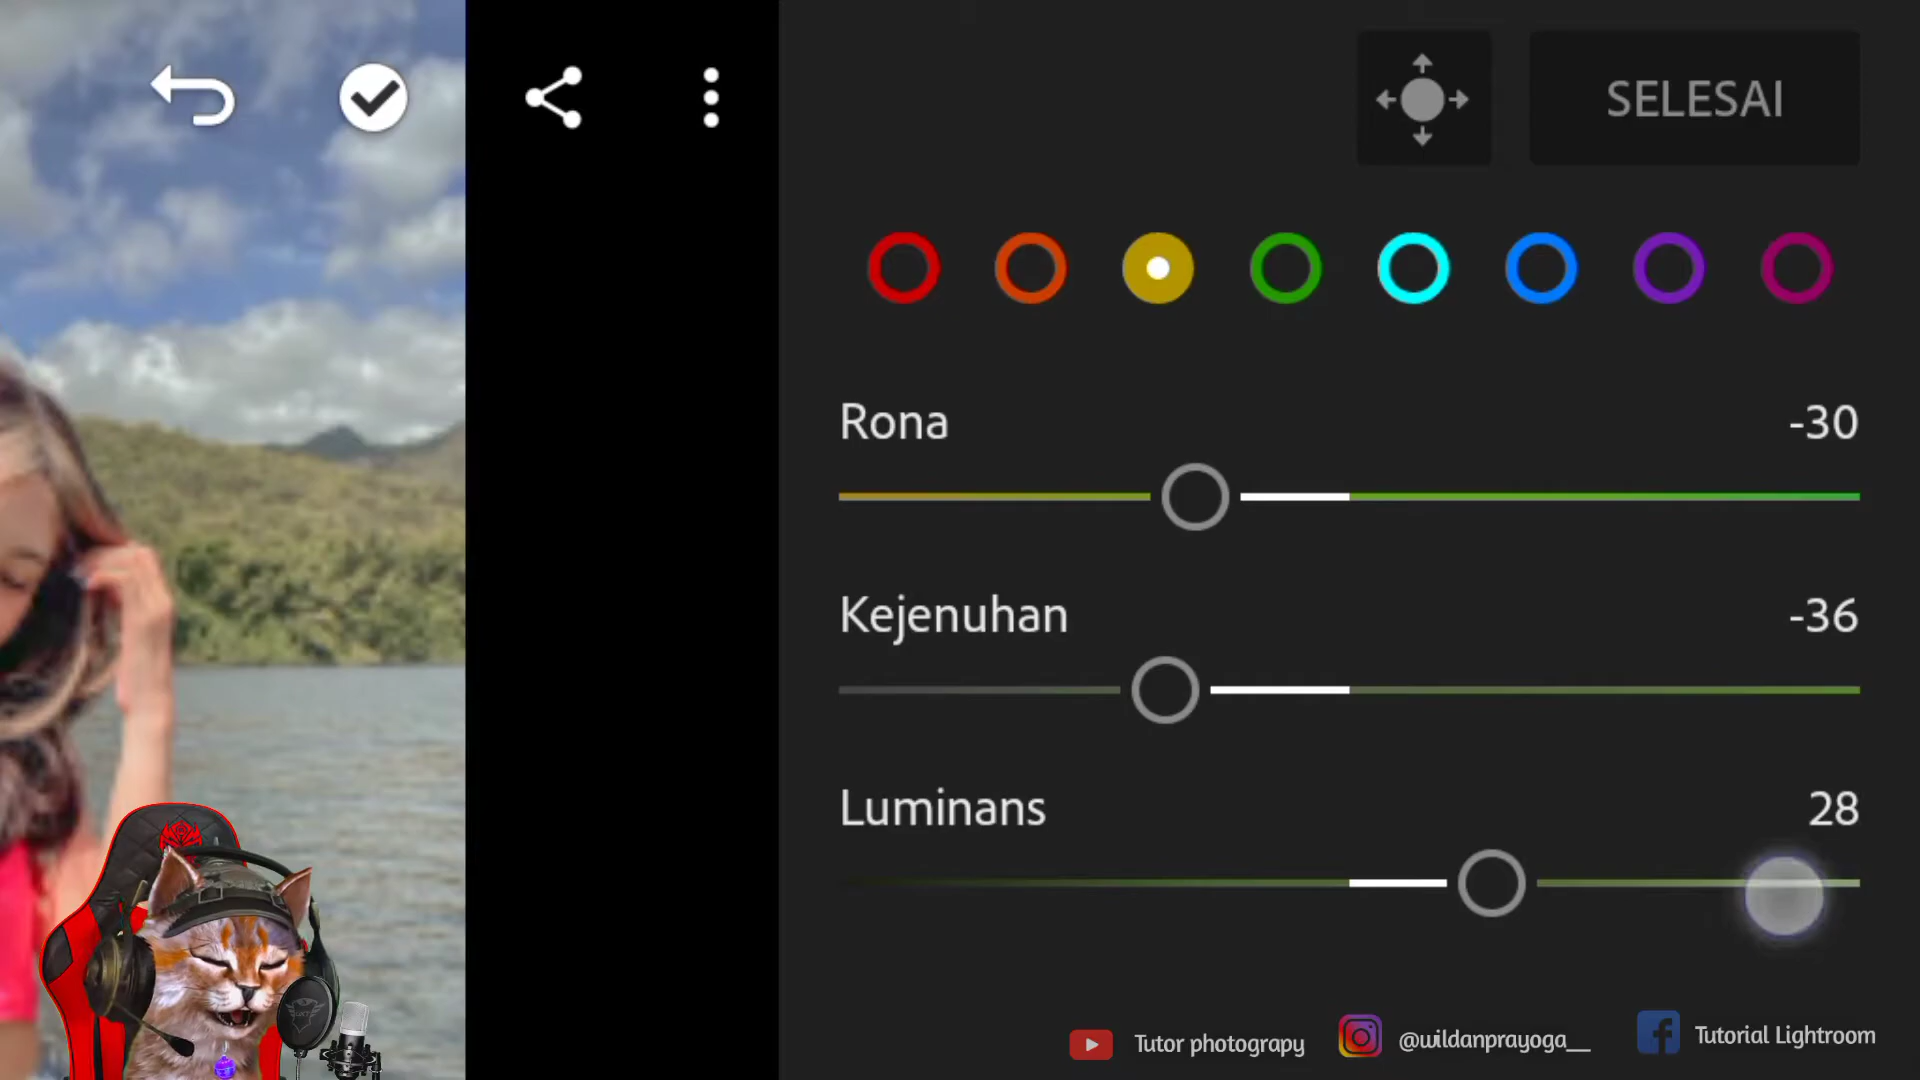 SELESAI
Rona -30
Kejenuhan -36
Luminans 28
Tutor photograpy @wildanprayoga__ Tutorial Lightroom